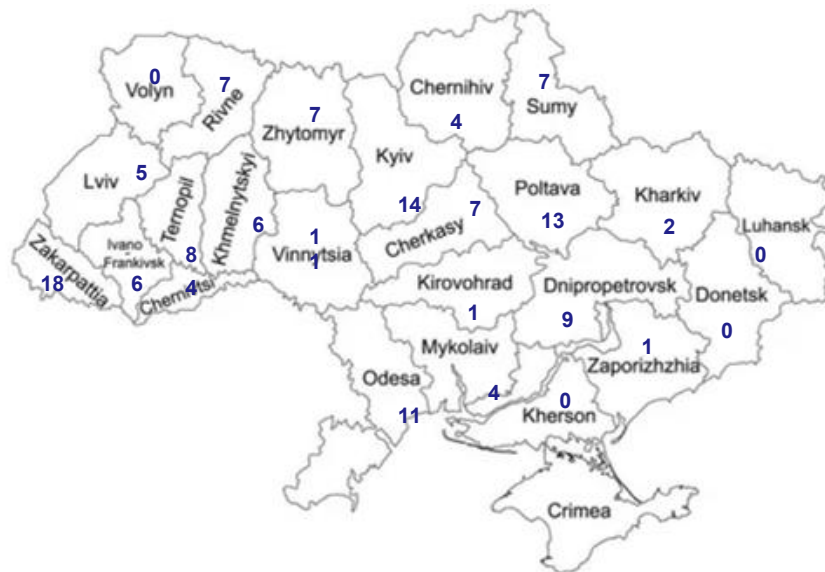 Volyn
0
Rivne
7
Zhytomyr
7
Chernihiv
4
Sumy
7
Kyiv
14
Lviv
5
Ternopil
8
Khmelnytskyi
6
Vinnytsia
1
1
Cherkasy
7
Poltava
13
Kharkiv
2
Luhansk
0
Zakarpattia
18
Ivano
-
Frankivsk
6
Chernivtsi
4
Kirovohrad
1
Dnipropetrovsk
9
Donetsk
0
Odesa
11
Mykolaiv
4
Zaporizhzhia
1
Kherson
0
Crimea